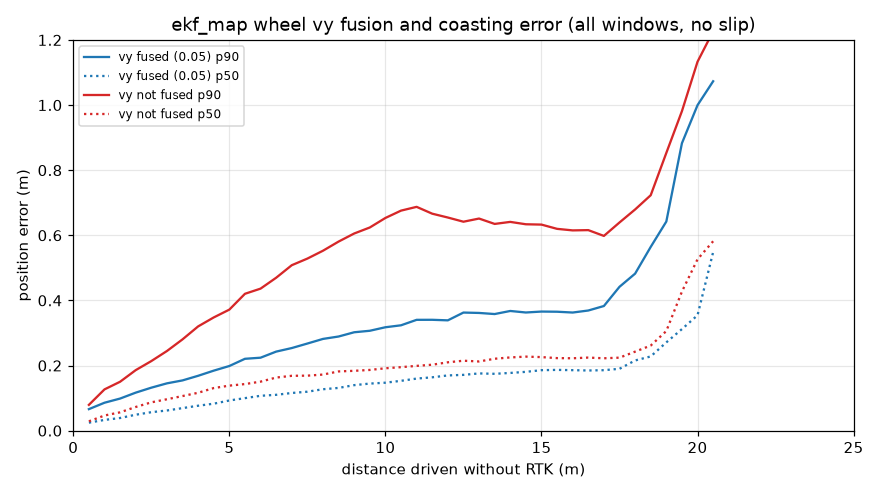 ekf_map wheel vy fusion and coasting error (all windows, no slip)
vy fused (0.05) p90
vy fused (0.05) p50
vy not fused p90
vy not fused p50
position error (m)
1.2
1.0
0.8
0.6
0.4
0.2
0.0
0 5 10 15 20 25
distance driven without RTK (m)